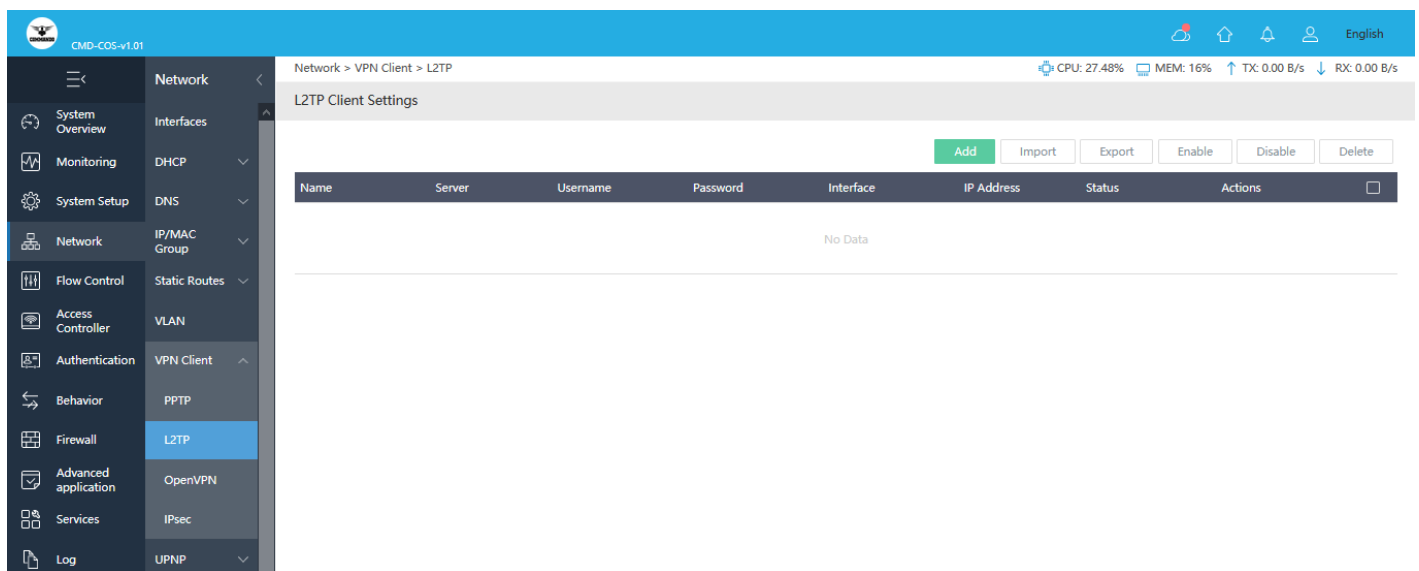 CMD-COS-v1.01
English
Network
Network > VPN Client > L2TP
CPU: 27.48% MEM: 16% TX: 0.00 B/s RX: 0.00 B/s
L2TP Client Settings
System
Overview
Monitoring
System Setup
Network
Flow Control
Access
Controller
Authentication
Behavior
Firewall
Advanced
application
Services
Log
Interfaces
DHCP
DNS
IP/MAC
Group
Static Routes
VLAN
VPN Client
PPTP
L2TP
OpenVPN
IPsec
UPNP
Add Import Export Enable Disable Delete
Name Server Username Password Interface IP Address Status Actions
No Data